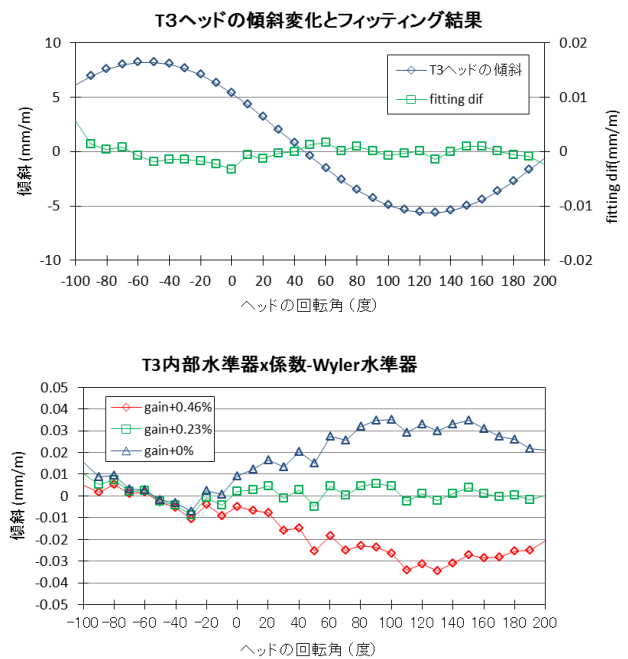 T3ヘッドの傾斜変化とフィッティング結果
10
5
0
-5
-10
傾斜 (mm/m)
T3ヘッドの傾斜
fitting dif
0.02
0.01
0
-0.01
-0.02
fitting dif(mm/m)
-100 -80 -60 -40 -20 0 20 40 60 80 100 120 140 160 180 200
ヘッドの回転角 (度)
T3内部水準器x係数-Wyler水準器
0.05
0.04
0.03
0.02
0.01
0
-0.01
-0.02
-0.03
-0.04
-0.05
傾斜 (mm/m)
gain+0.46%
gain+0.23%
gain+0%
-100 -80 -60 -40 -20 0 20 40 60 80 100 120 140 160 180 200
ヘッドの回転角 (度)